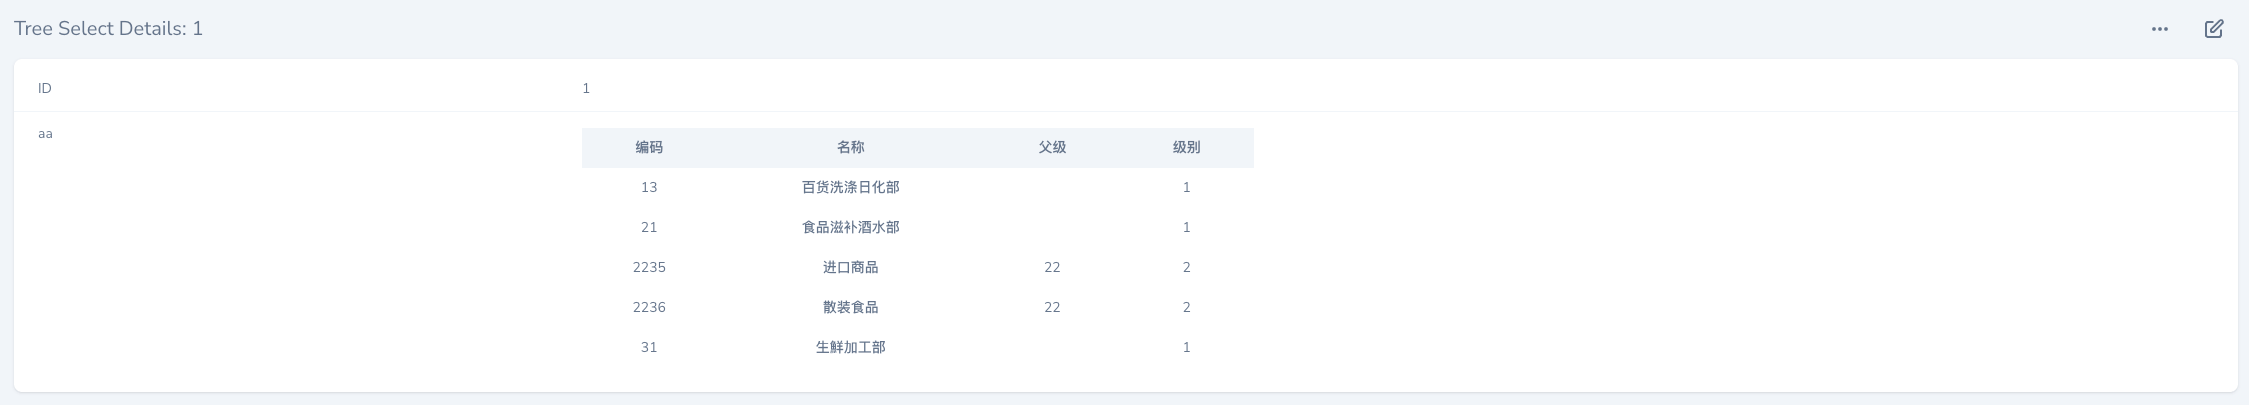 Tree Select Details: 1
ID 1
aa
编码 名称 父级 级别
13 百货洗涤日化部 1
21 食品滋补酒水部 1
2235 进口商品 22 2
2236 散装食品 22 2
31 生鲜加工部 1